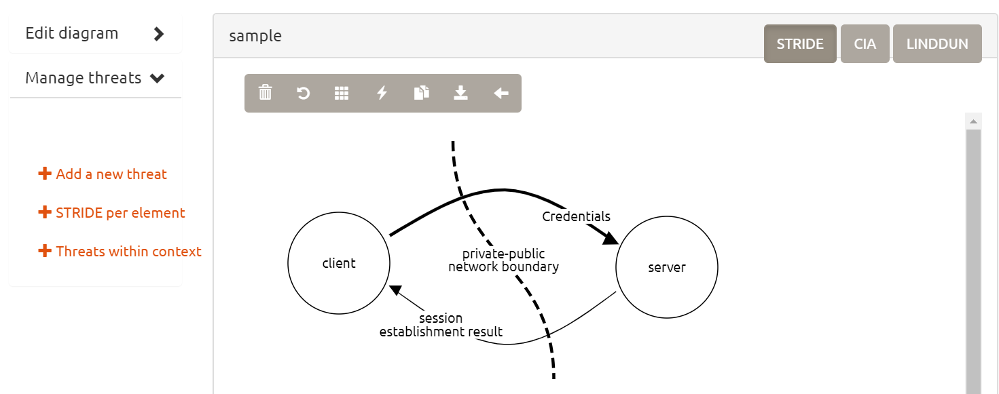 Edit diagram
Manage threats
Add a new threat
STRIDE per element
Threats within context
sample
STRIDE
CIA
LINDDUN
Credentials
private-public
network boundary
client
server
session
establishment result